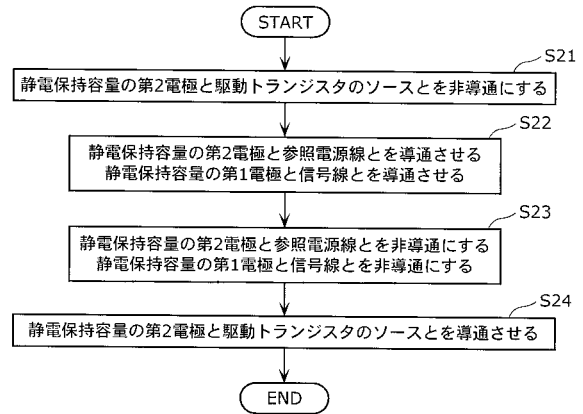 START
S21
静電保持容量の第2電極と駆動トランジスタのソースとを非導通にする
S22
静電保持容量の第2電極と参照電源線とを導通させる
静電保持容量の第1電極と信号線とを導通させる
S23
静電保持容量の第2電極と参照電源線とを非導通にする
静電保持容量の第1電極と信号線とを非導通にする
S24
静電保持容量の第2電極と駆動トランジスタのソースとを導通させる
END